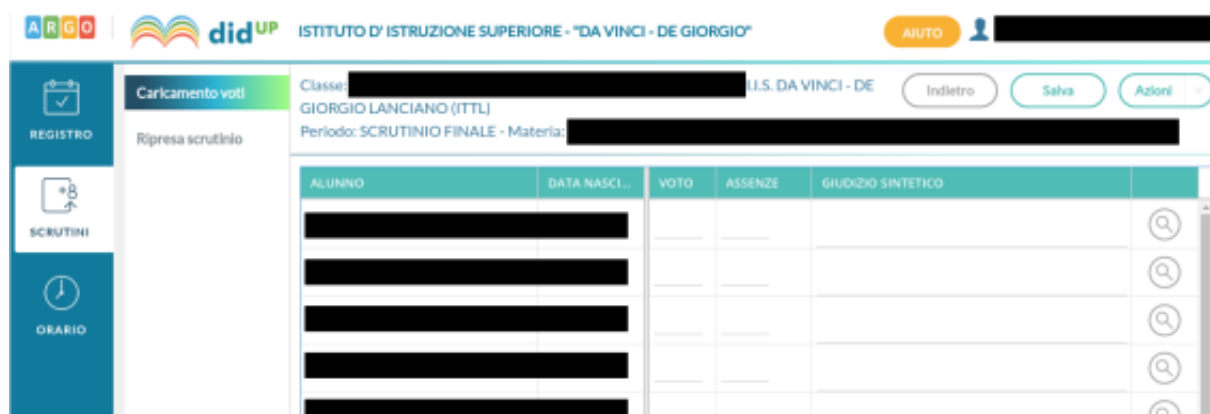 ARGO
didUP
ISTITUTO D' ISTRUZIONE SUPERIORE - "DA VINCI - DE GIORGIO"
AIUTO
REGISTRO
SCRUTINI
ORARIO
Caricamento voti
Ripresa scrutinio
Classe:
I.I.S. DA VINCI - DE
GIORGIO LANCIANO (ITTL)
Periodo: SCRUTINIO FINALE - Materia:
Indietro
Salva
Azioni
ALUNNO DATA NASCI... VOTO ASSENZE GIUDIZIO SINTETICO